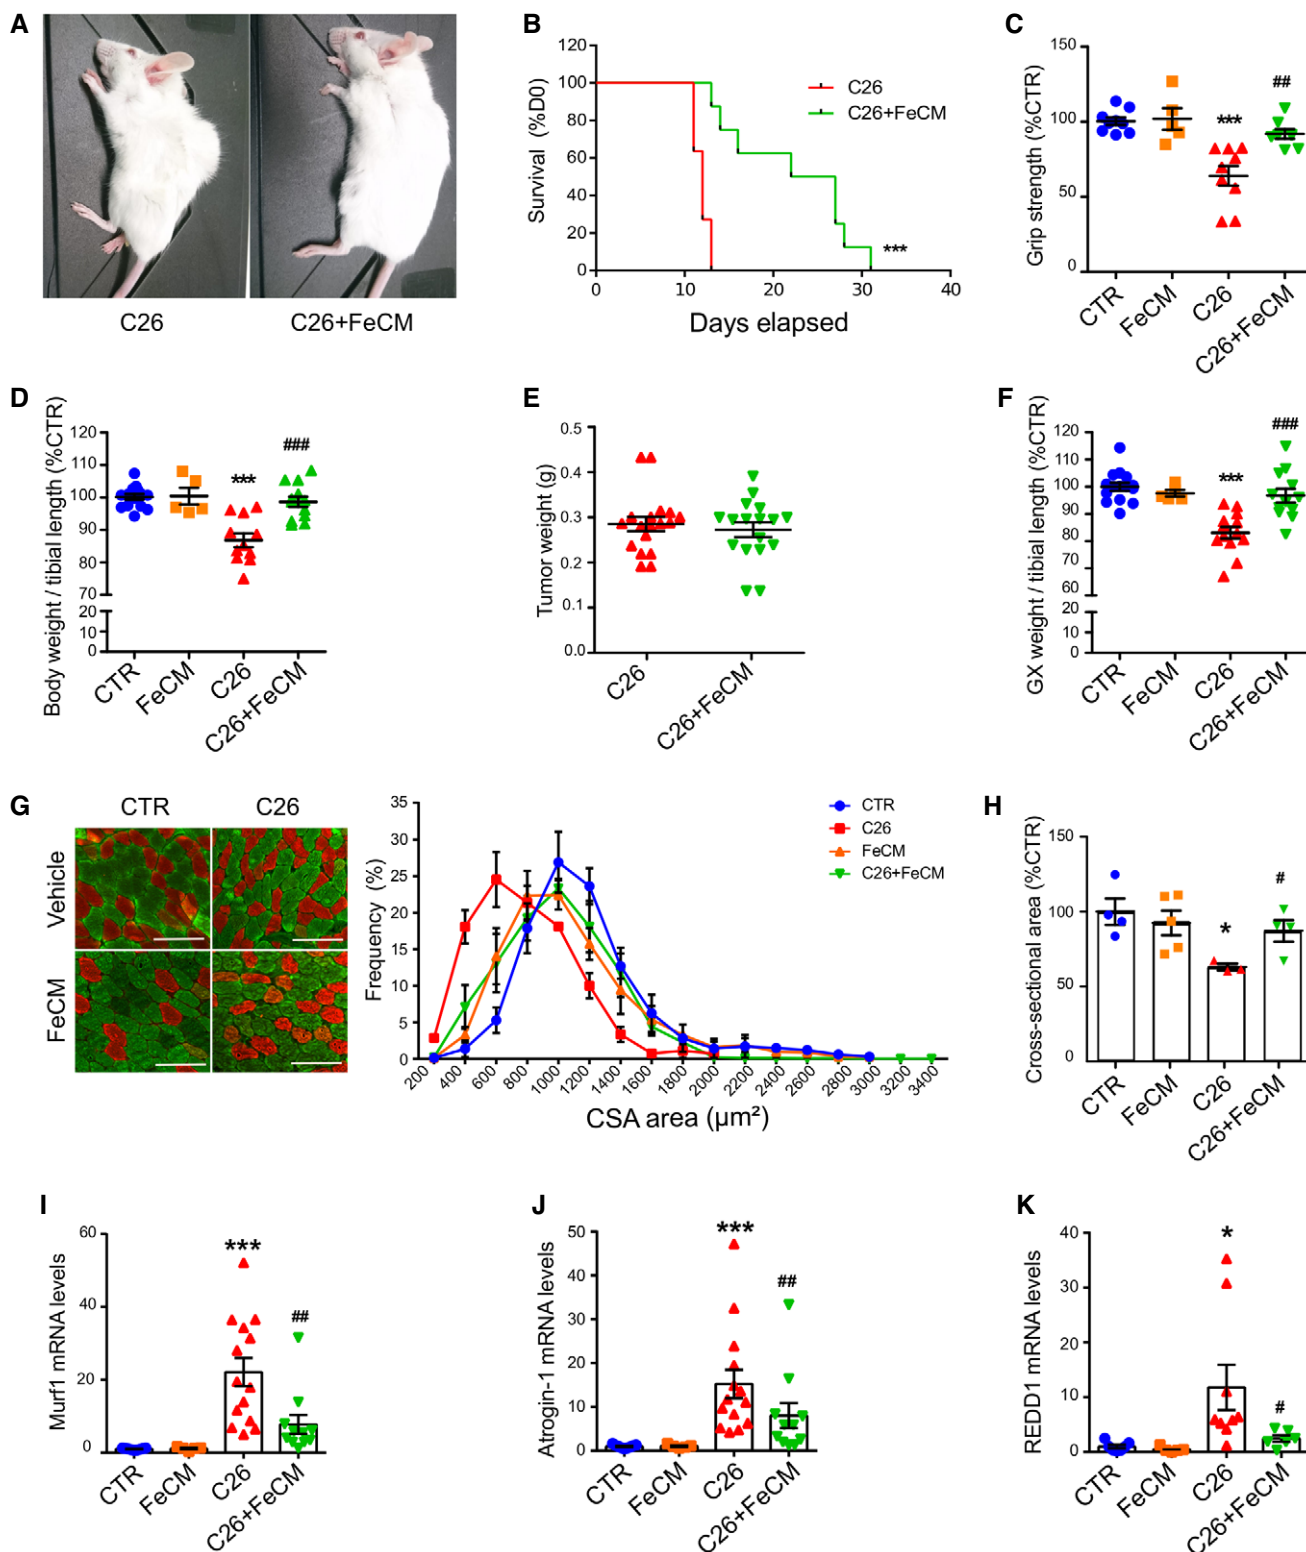 A
C26
C26+FeCM
B
Survival (%D0)
120
100
80
60
40
20
0
0
10
20
30
40
Days elapsed
C26
C26+FeCM
***
C
Grip strength (%CTR)
150
100
50
0
***
##
CTR
FeCM
C26
C26+FeCM
D
Body weight / tibial length (%CTR)
120
110
100
90
80
70
20
10
0
***
###
CTR
FeCM
C26
C26+FeCM
E
Tumor weight (g)
0.5
0.4
0.3
0.2
0.1
0.0
C26
C26+FeCM
F
GX weight / tibial length (%CTR)
120
110
100
90
80
70
60
20
10
0
***
###
CTR
FeCM
C26
C26+FeCM
G
CTR
C26
Vehicle
FeCM
Frequency (%)
35
30
25
20
15
10
5
0
200
400
600
800
1000
1200
1400
1600
1800
2000
2200
2400
2600
2800
3000
3200
3400
CSA area (µm²)
CTR
C26
FeCM
C26+FeCM
H
Cross-sectional area (%CTR)
150
100
50
0
*
#
CTR
FeCM
C26
C26+FeCM
I
Murf1 mRNA levels
60
40
20
0
***
##
CTR
FeCM
C26
C26+FeCM
J
Atrogin-1 mRNA levels
50
40
30
20
10
0
***
##
CTR
FeCM
C26
C26+FeCM
K
REDD1 mRNA levels
40
30
20
10
0
*
#
CTR
FeCM
C26
C26+FeCM